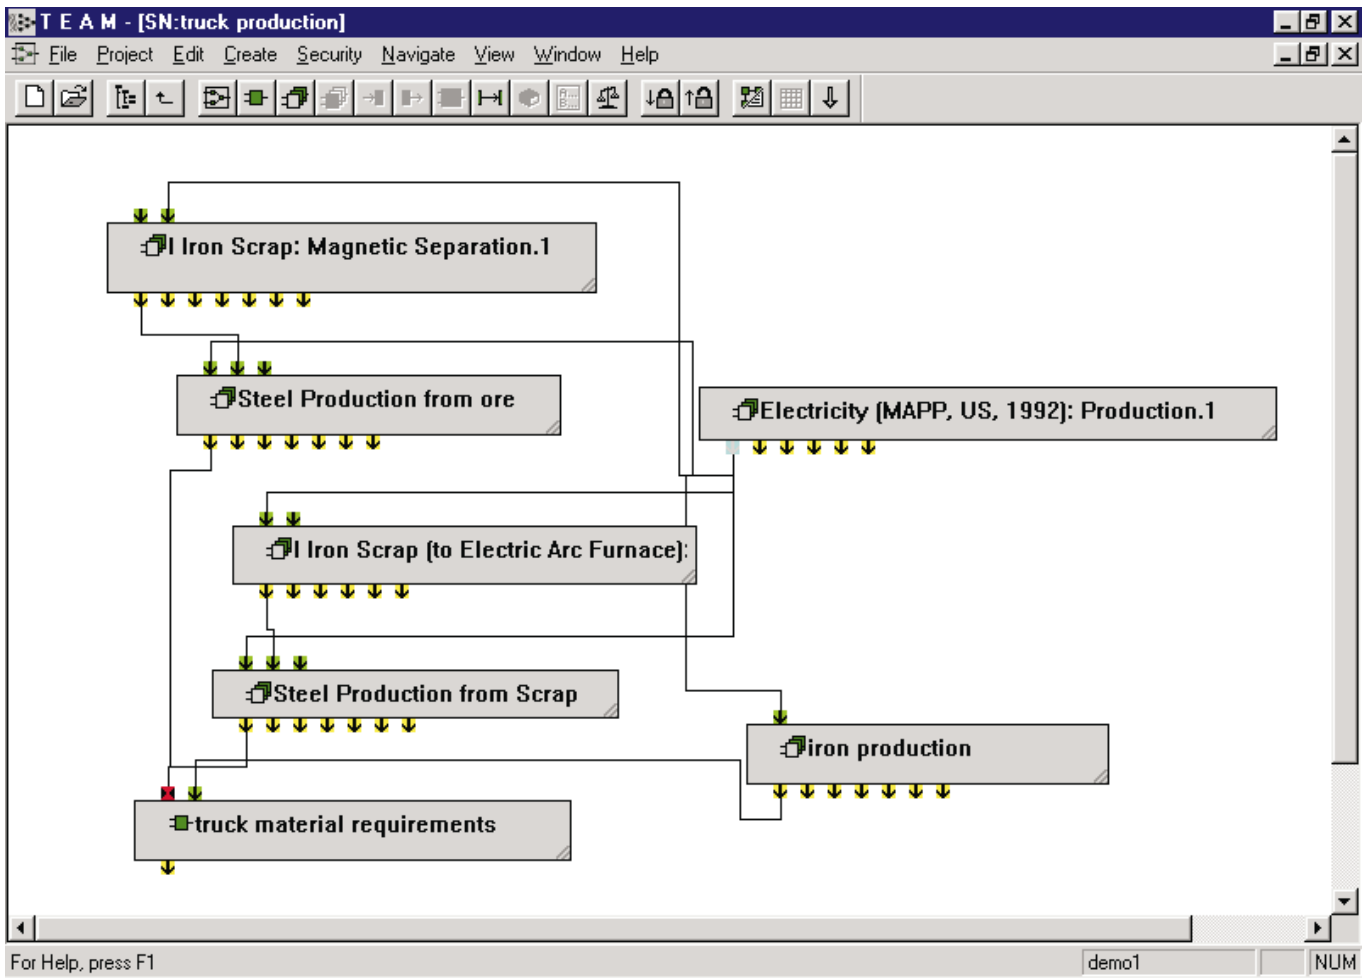 T E A M - [SN:truck production]
File Project Edit Create Security Navigate View Window Help
I Iron Scrap: Magnetic Separation.1
Steel Production from ore
Electricity (MAPP, US, 1992): Production.1
I Iron Scrap (to Electric Arc Furnace):
Steel Production from Scrap
iron production
truck material requirements
For Help, press F1
demo1
NUM